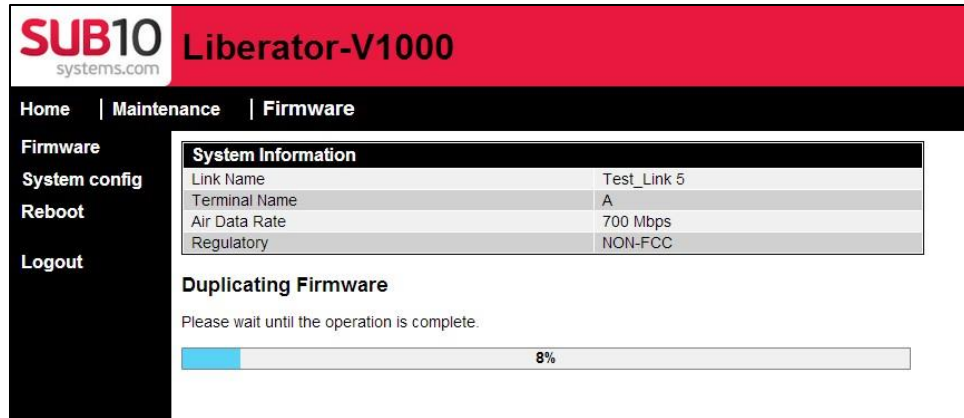 SUB10
systems.com
Liberator-V1000
Home | Maintenance | Firmware
Firmware
System config
Reboot
Logout
System Information
Link Name Test_Link 5
Terminal Name A
Air Data Rate 700 Mbps
Regulatory NON-FCC
Duplicating Firmware
Please wait until the operation is complete.
8%